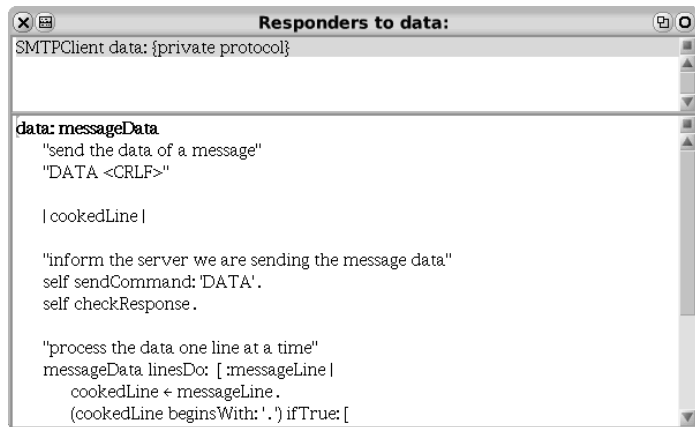 Responders to data:
SMTPClient data: {private protocol}
data: messageData
"send the data of a message"
"DATA <CRLF>"
| cookedLine |
"inform the server we are sending the message data"
self sendCommand: 'DATA'.
self checkResponse.
"process the data one line at a time"
messageData linesDo: [ :messageLine |
cookedLine ← messageLine.
(cookedLine beginsWith: '.') ifTrue: [